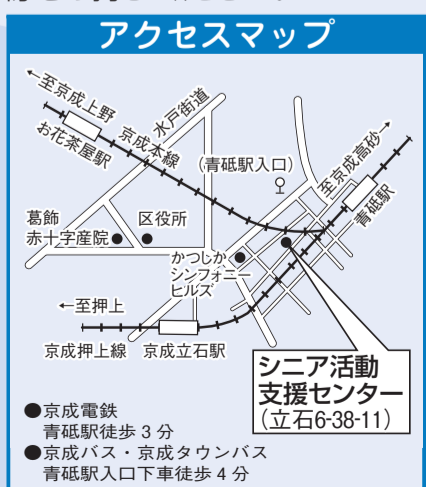 アクセスマップ
←至京成上野
水戸街道
京成本線
お花茶屋駅
(青砥駅入口)
至京成高砂→
青砥駅
葛飾
赤十字産院
区役所
かつしか
シンフォニー
ヒルズ
←至押上
京成押上線
京成立石駅
シニア活動
支援センター
(立石6-38-11)
●京成電鉄
青砥駅徒歩 3 分
●京成バス・京成タウンバス
青砥駅入口下車徒歩 4 分